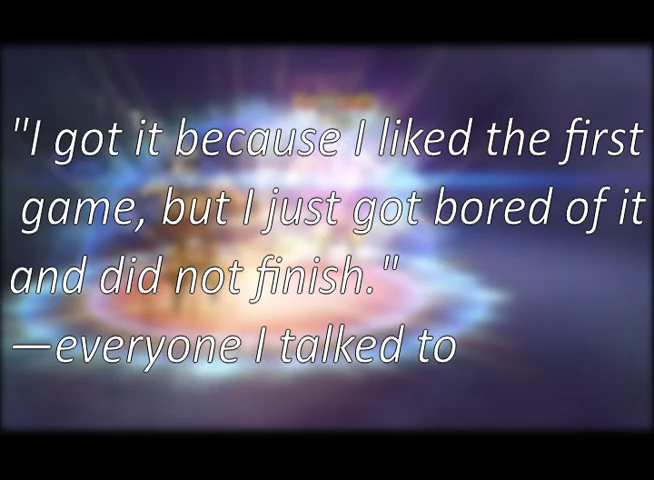 "I got it because I liked the first
game, but I just got bored of it
and did not finish."
—everyone I talked to